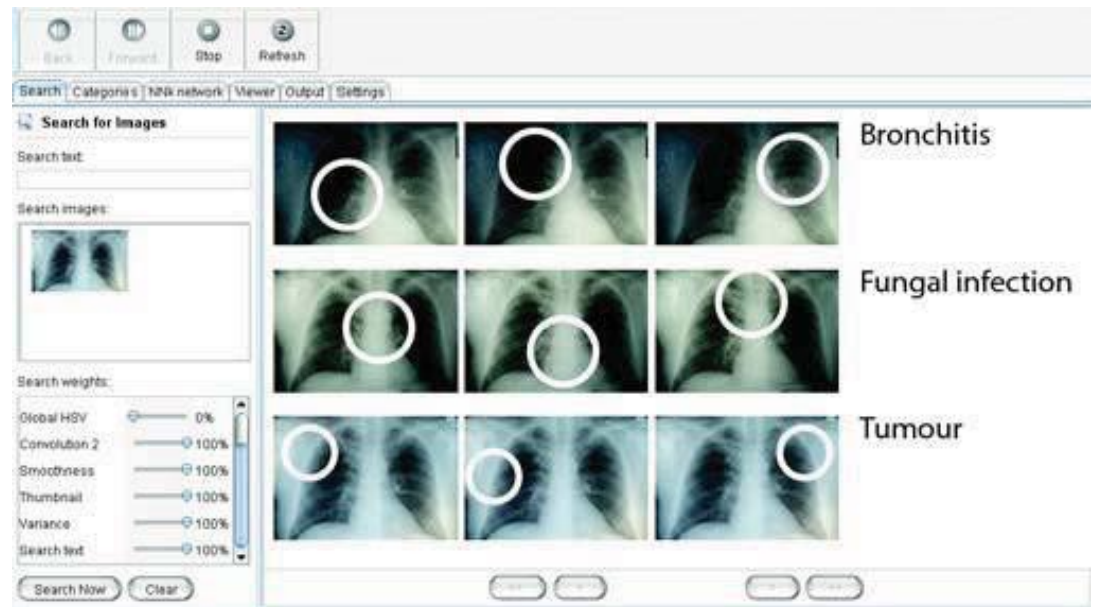 Back Forward Stop Refresh
Search Categories NNk network Viewer Output Settings
Search for Images
Search text:
Search images:
Search weights:
Global HSV 0%
Convolution 2 100%
Smoothness 100%
Thumbnail 100%
Variance 100%
Search text 100%
Search Now Clear
Bronchitis
Fungal infection
Tumour